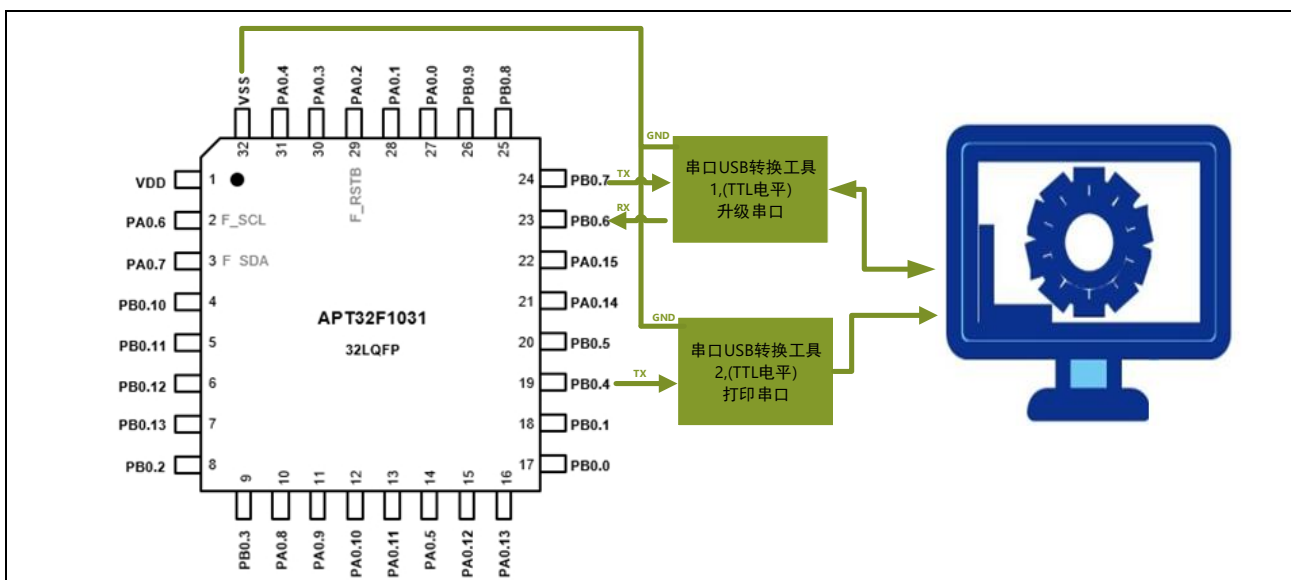 VSS
PA0.4
PA0.3
PA0.2
PA0.1
PA0.0
PB0.9
PB0.8
32
31
30
29
28
27
26
25
F_RSTB
VDD
1
PA0.6
2
F_SCL
PA0.7
3
F_SDA
PB0.10
4
PB0.11
5
PB0.12
6
PB0.13
7
PB0.2
8
APT32F1031
32LQFP
24
PB0.7
23
PB0.6
22
PA0.15
21
PA0.14
20
PB0.5
19
PB0.4
18
PB0.1
17
PB0.0
9
10
11
12
13
14
15
16
PB0.3
PA0.8
PA0.9
PA0.10
PA0.11
PA0.5
PA0.12
PA0.13
GND
TX
RX
串口USB转换工具
1,(TTL电平)
升级串口
GND
TX
串口USB转换工具
2,(TTL电平)
打印串口